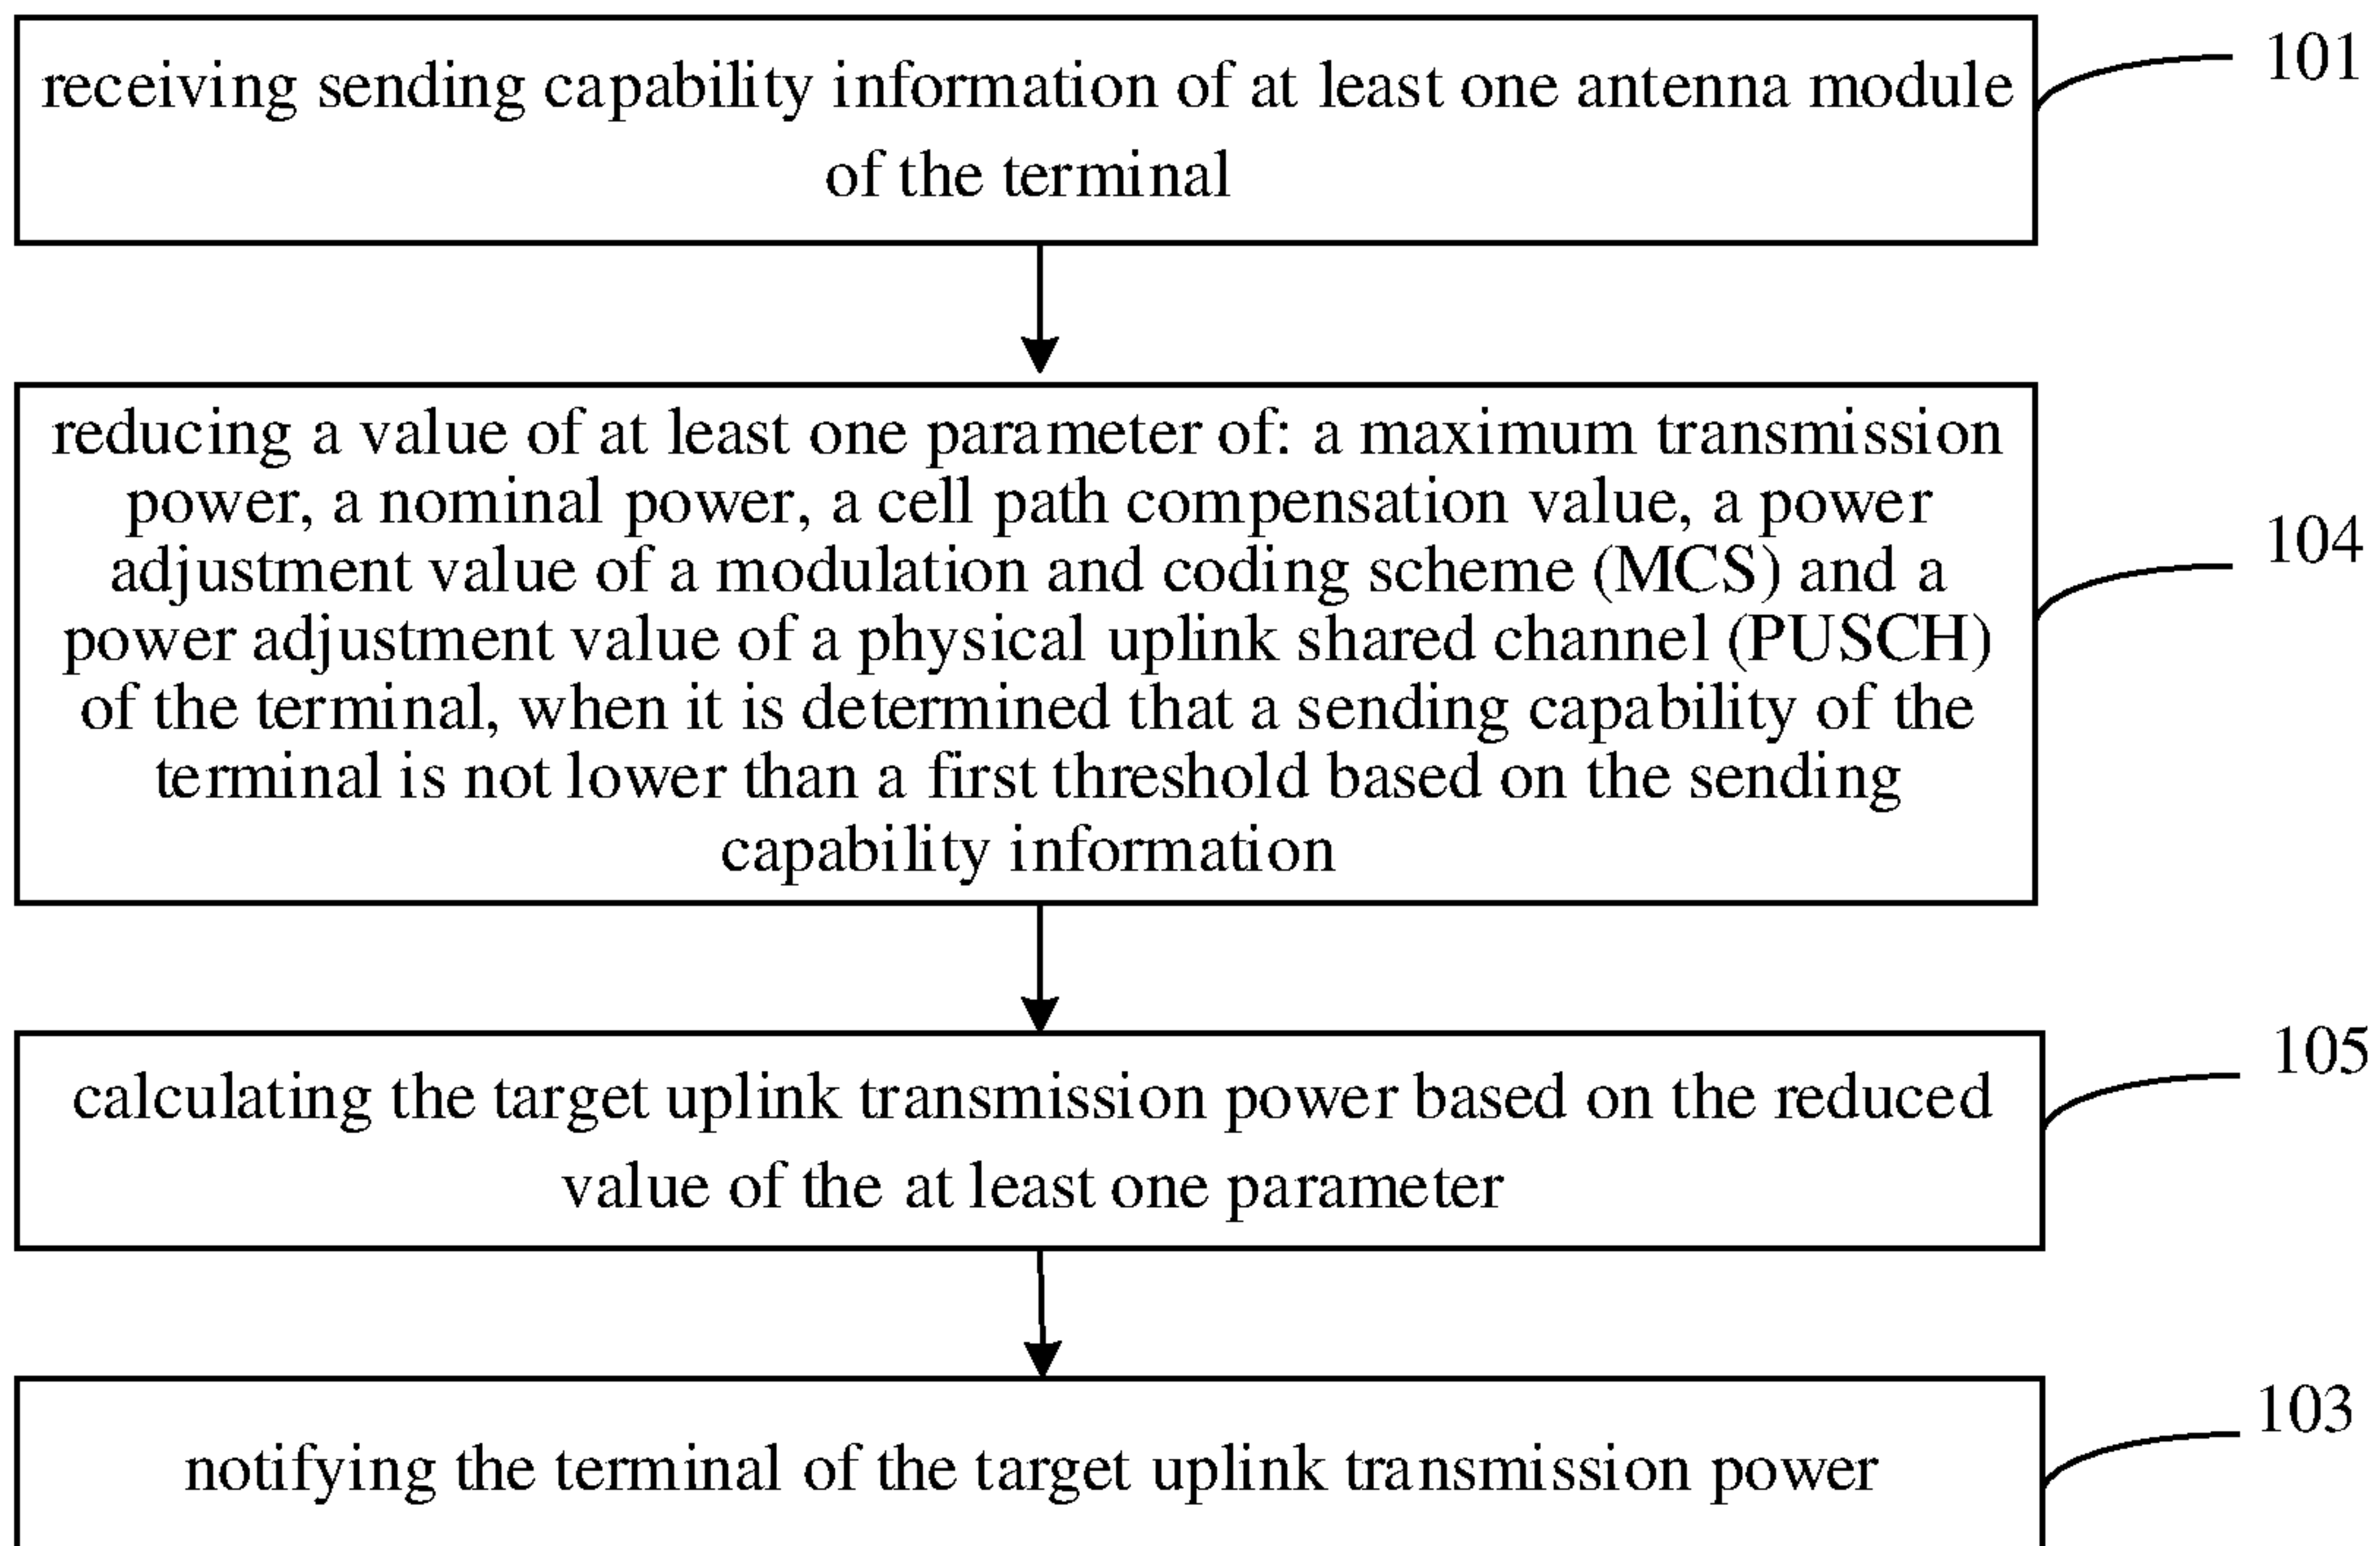 receiving sending capability information of at least one antenna module
of the terminal
101
reducing a value of at least one parameter of: a maximum transmission
power, a nominal power, a cell path compensation value, a power
adjustment value of a modulation and coding scheme (MCS) and a
power adjustment value of a physical uplink shared channel (PUSCH)
of the terminal, when it is determined that a sending capability of the
terminal is not lower than a first threshold based on the sending
capability information
104
calculating the target uplink transmission power based on the reduced
value of the at least one parameter
105
notifying the terminal of the target uplink transmission power
103